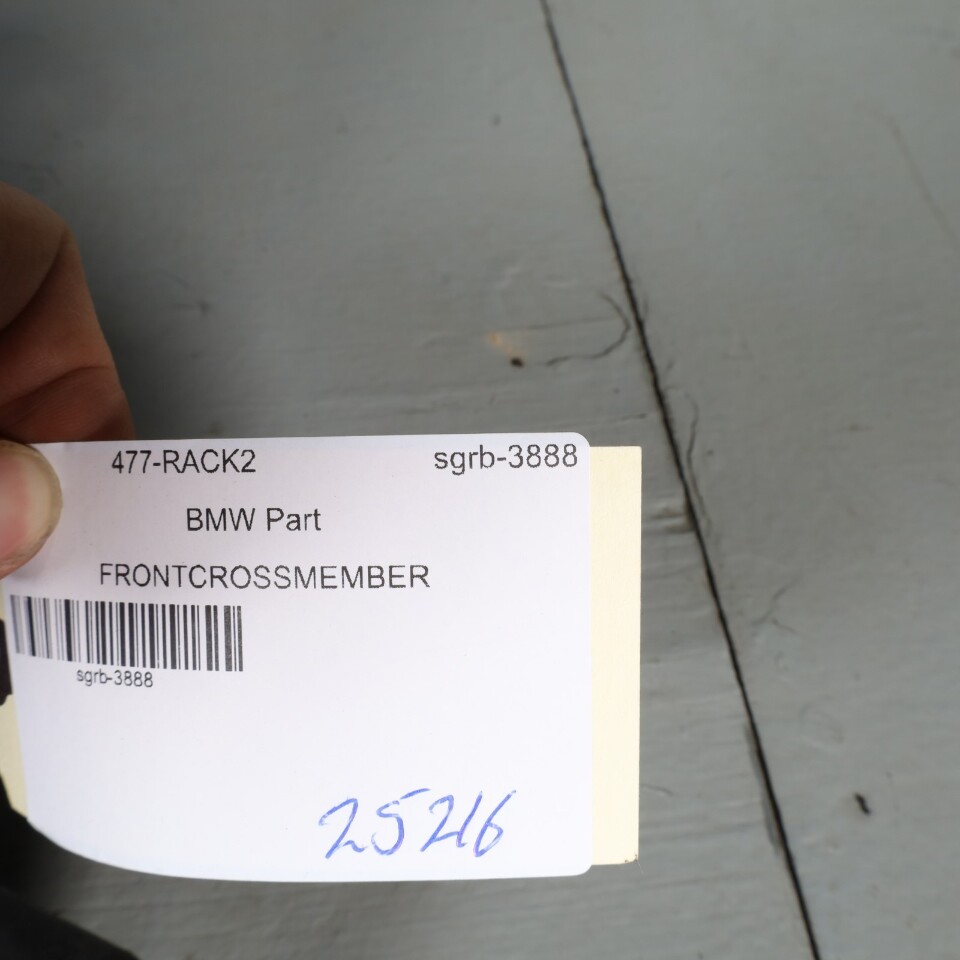 477-RACK2 sgrb-3888
BMW Part
FRONTCROSSMEMBER
sgrb-3888
25216